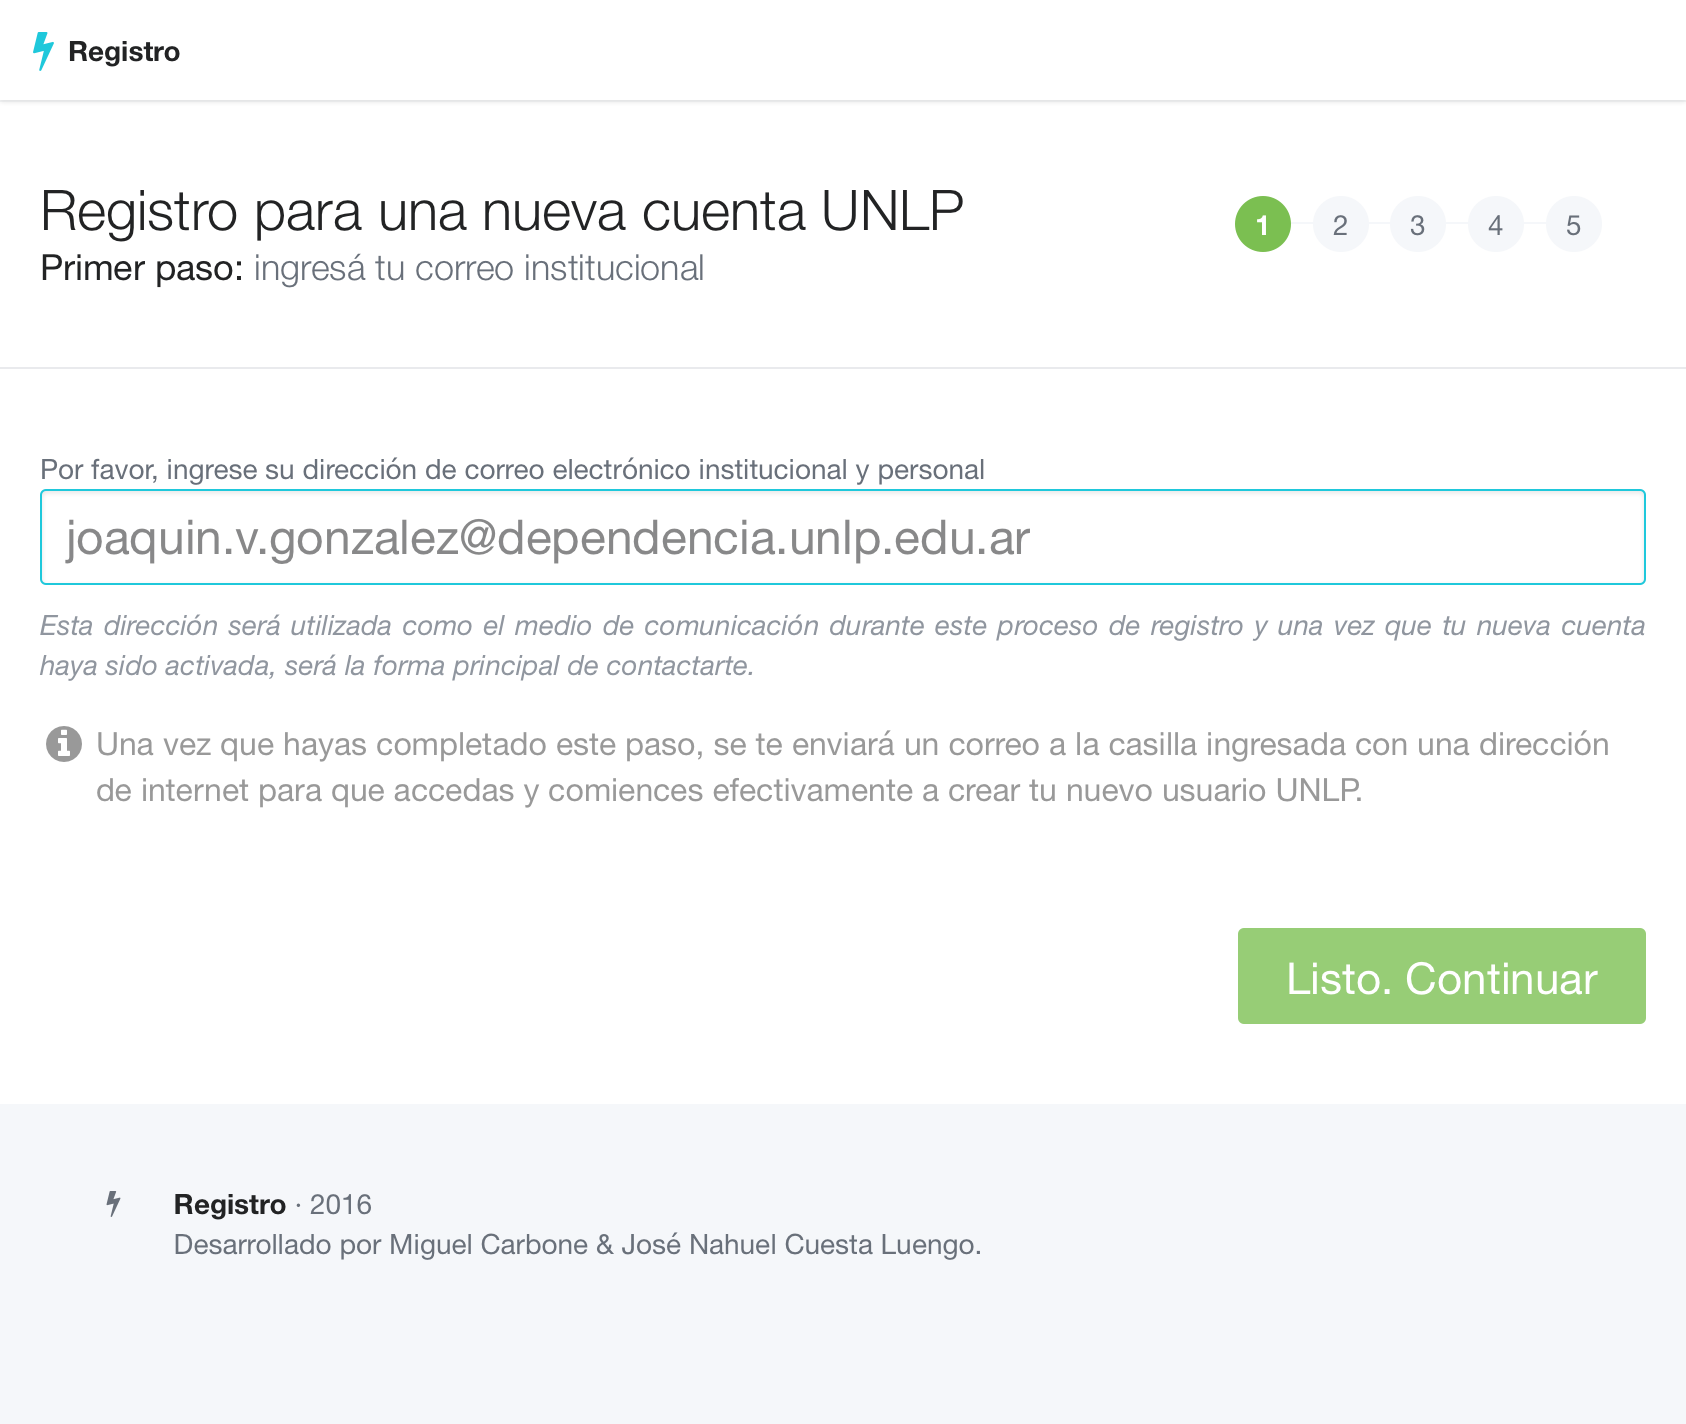 Registro
Registro para una nueva cuenta UNLP
1 2 3 4 5
Primer paso: ingresá tu correo institucional
Por favor, ingrese su dirección de correo electrónico institucional y personal
joaquin.v.gonzalez@dependencia.unlp.edu.ar
Esta dirección será utilizada como el medio de comunicación durante este proceso de registro y una vez que tu nueva cuenta
haya sido activada, será la forma principal de contactarte.
Una vez que hayas completado este paso, se te enviará un correo a la casilla ingresada con una dirección
de internet para que accedas y comiences efectivamente a crear tu nuevo usuario UNLP.
Listo. Continuar
Registro · 2016
Desarrollado por Miguel Carbone & José Nahuel Cuesta Luengo.